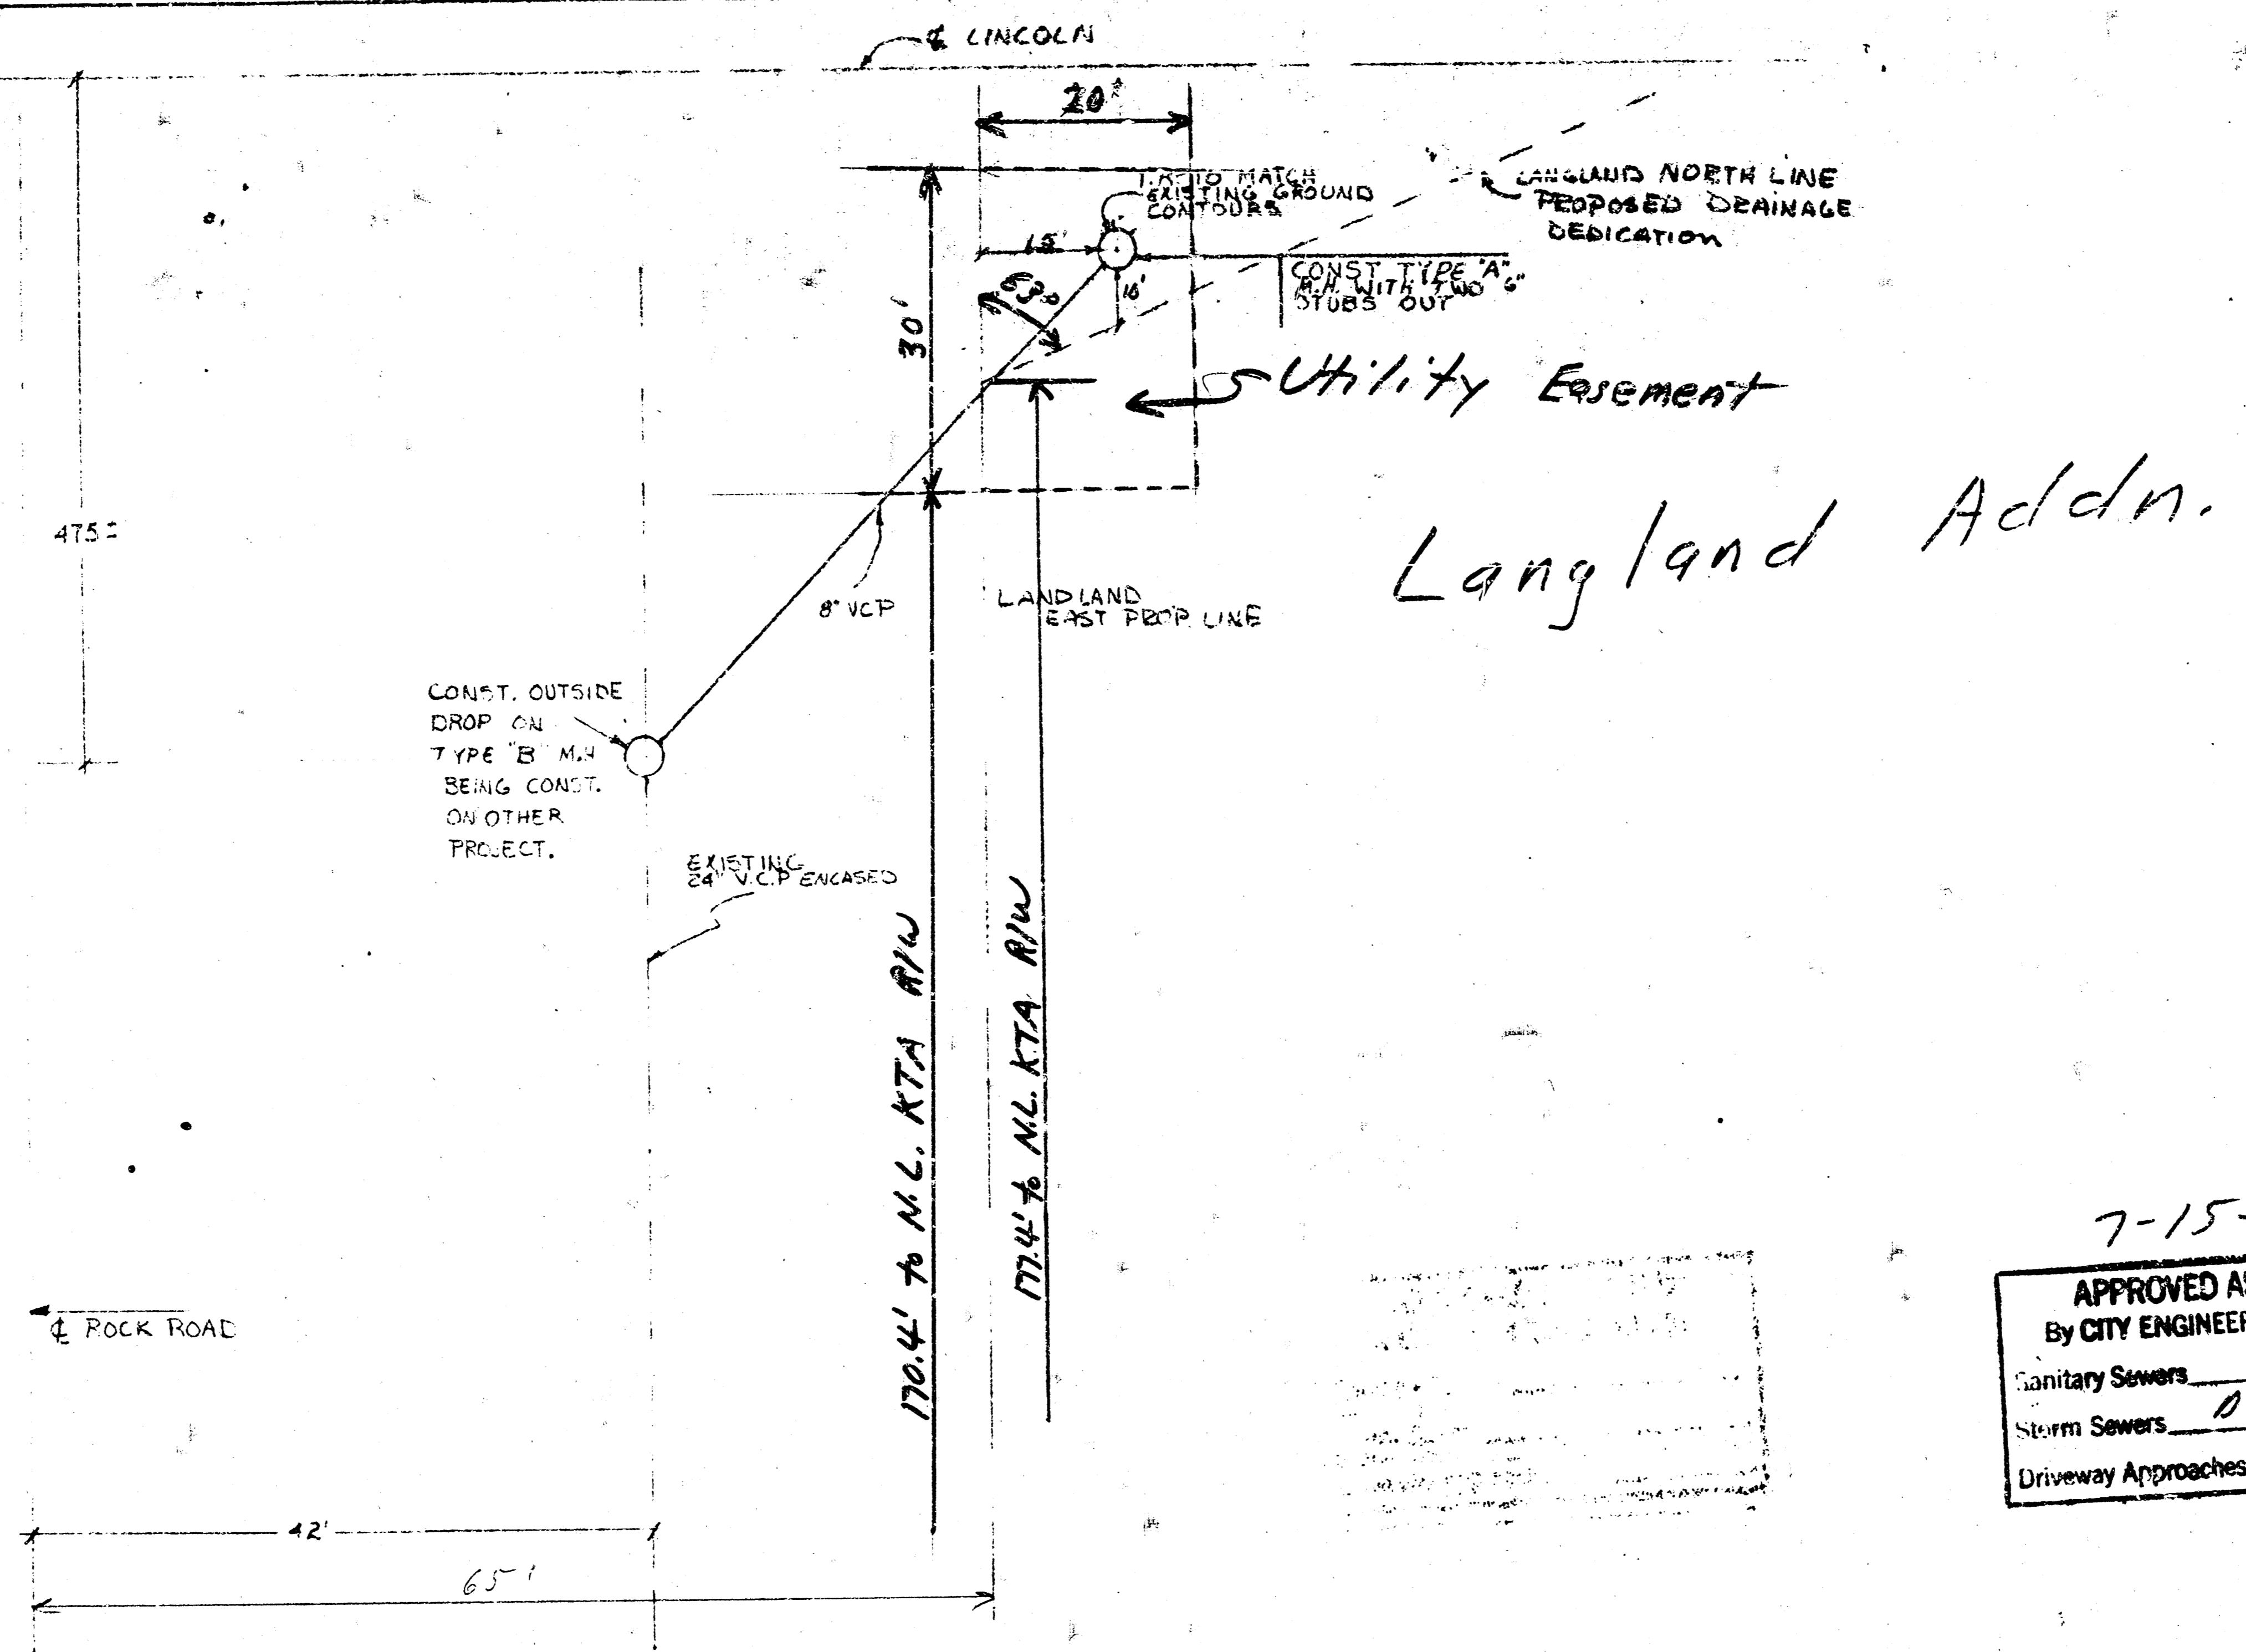 ℄ LINCOLN
20'
T.R. TO MATCH
EXISTING GROUND
CONTOURS
LANGLAND NORTH LINE
PROPOSED DRAINAGE
DEDICATION
15'
CONST. TYPE "A"
M.H. WITH TWO 6"
STUBS OUT
63°
16'
30'
Utility Easement
475±
Langland Addn.
8" VCP
LANDLAND
EAST PROP. LINE
CONST. OUTSIDE
DROP ON
TYPE "B" M.H
BEING CONST.
ON OTHER
PROJECT.
EXISTING
24" V.C.P ENCASED
170.4' to N.L. KTA R/W
177.4' to N.L. KTA R/W
7-15-
APPROVED AS
By CITY ENGINEER
Sanitary Sewers
Storm Sewers
Driveway Approaches
℄ ROCK ROAD
42'
65'